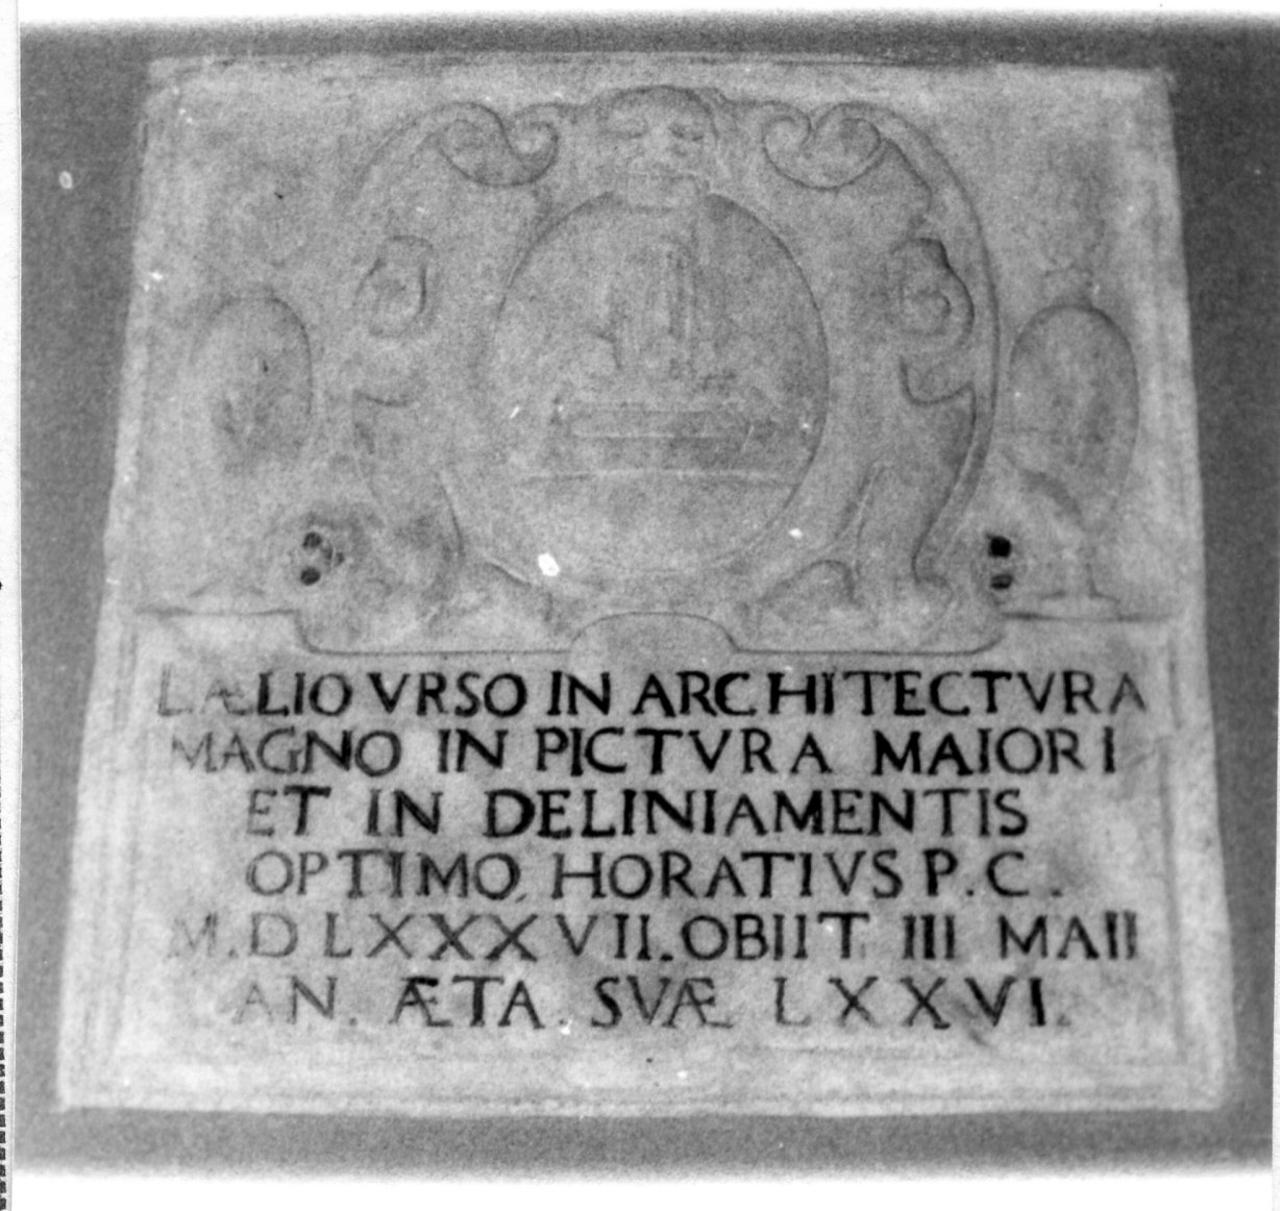 LÆLIO VRSO IN ARCHITECTVRA
MAGNO IN PICTVRA MAIORI
ET IN DELINIAMENTIS
OPTIMO HORATIVS P. C.
M.D LXXXVII. OBIIT III MAII
AN. ÆTA. SVÆ LXXVI.